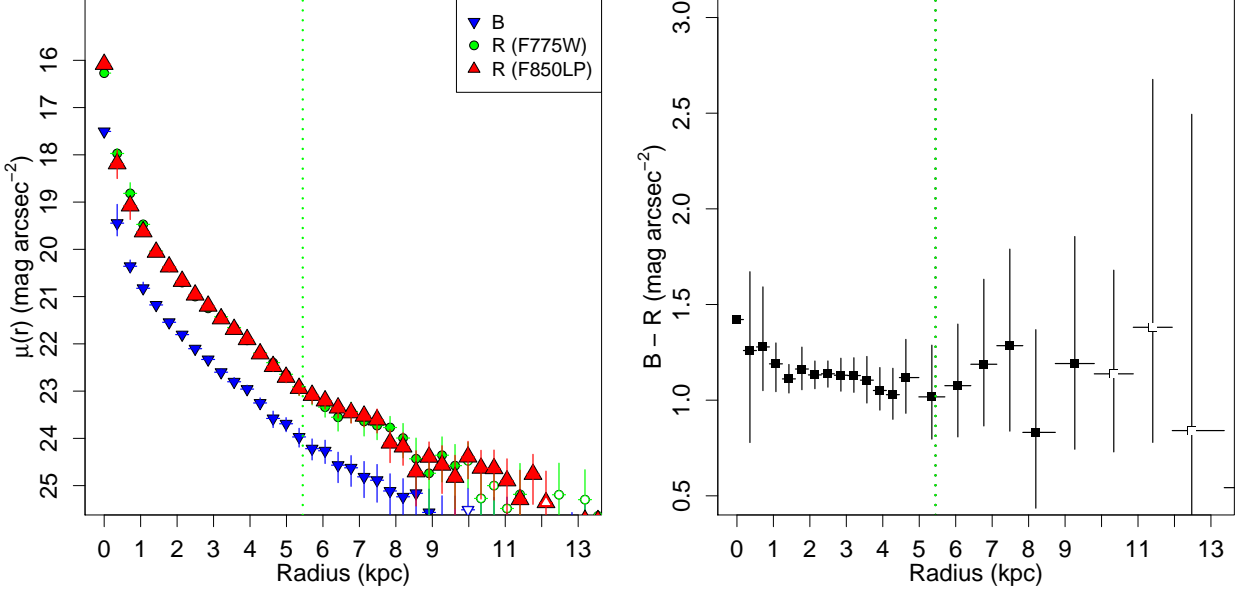 B
R (F775W)
R (F850LP)
16
17
18
19
20
21
22
23
24
25
μ(r) (mag arcsec−2)
0 1 2 3 4 5 6 7 8 9 11 13
Radius (kpc)
3.0
2.5
2.0
1.5
1.0
0.5
B − R (mag arcsec−2)
0 1 2 3 4 5 6 7 9 11 13
Radius (kpc)